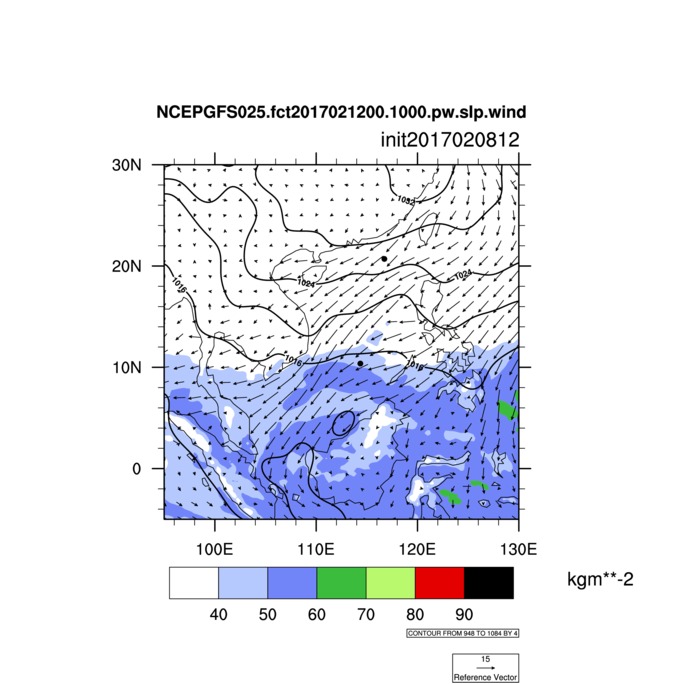 NCEPGFS025.fct2017021200.1000.pw.slp.wind
init2017020812
30N
1032
20N
1016
1024
1024
1016
1016
10N
0
100E 110E 120E 130E
kgm**-2
40 50 60 70 80 90
CONTOUR FROM 948 TO 1084 BY 4
15
Reference Vector